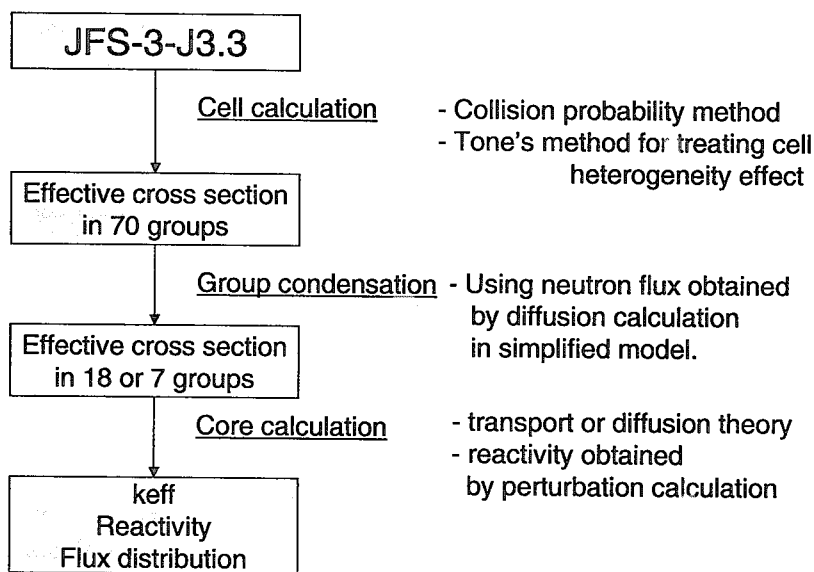 JFS-3-J3.3
Cell calculation
- Collision probability method
- Tone's method for treating cell
heterogeneity effect
Effective cross section
in 70 groups
Group condensation
- Using neutron flux obtained
by diffusion calculation
in simplified model.
Effective cross section
in 18 or 7 groups
Core calculation
- transport or diffusion theory
- reactivity obtained
by perturbation calculation
keff
Reactivity
Flux distribution